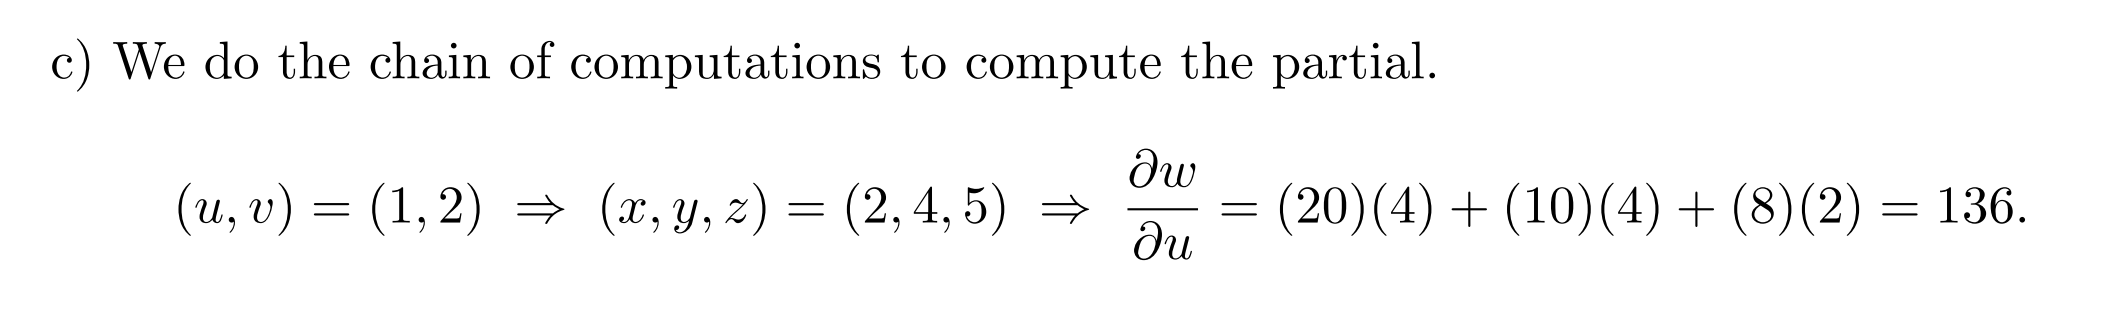 c) We do the chain of computations to compute the partial.
(u, v) = (1, 2) ⇒ (x, y, z) = (2, 4, 5) ⇒ ∂w/∂u = (20)(4) + (10)(4) + (8)(2) = 136.